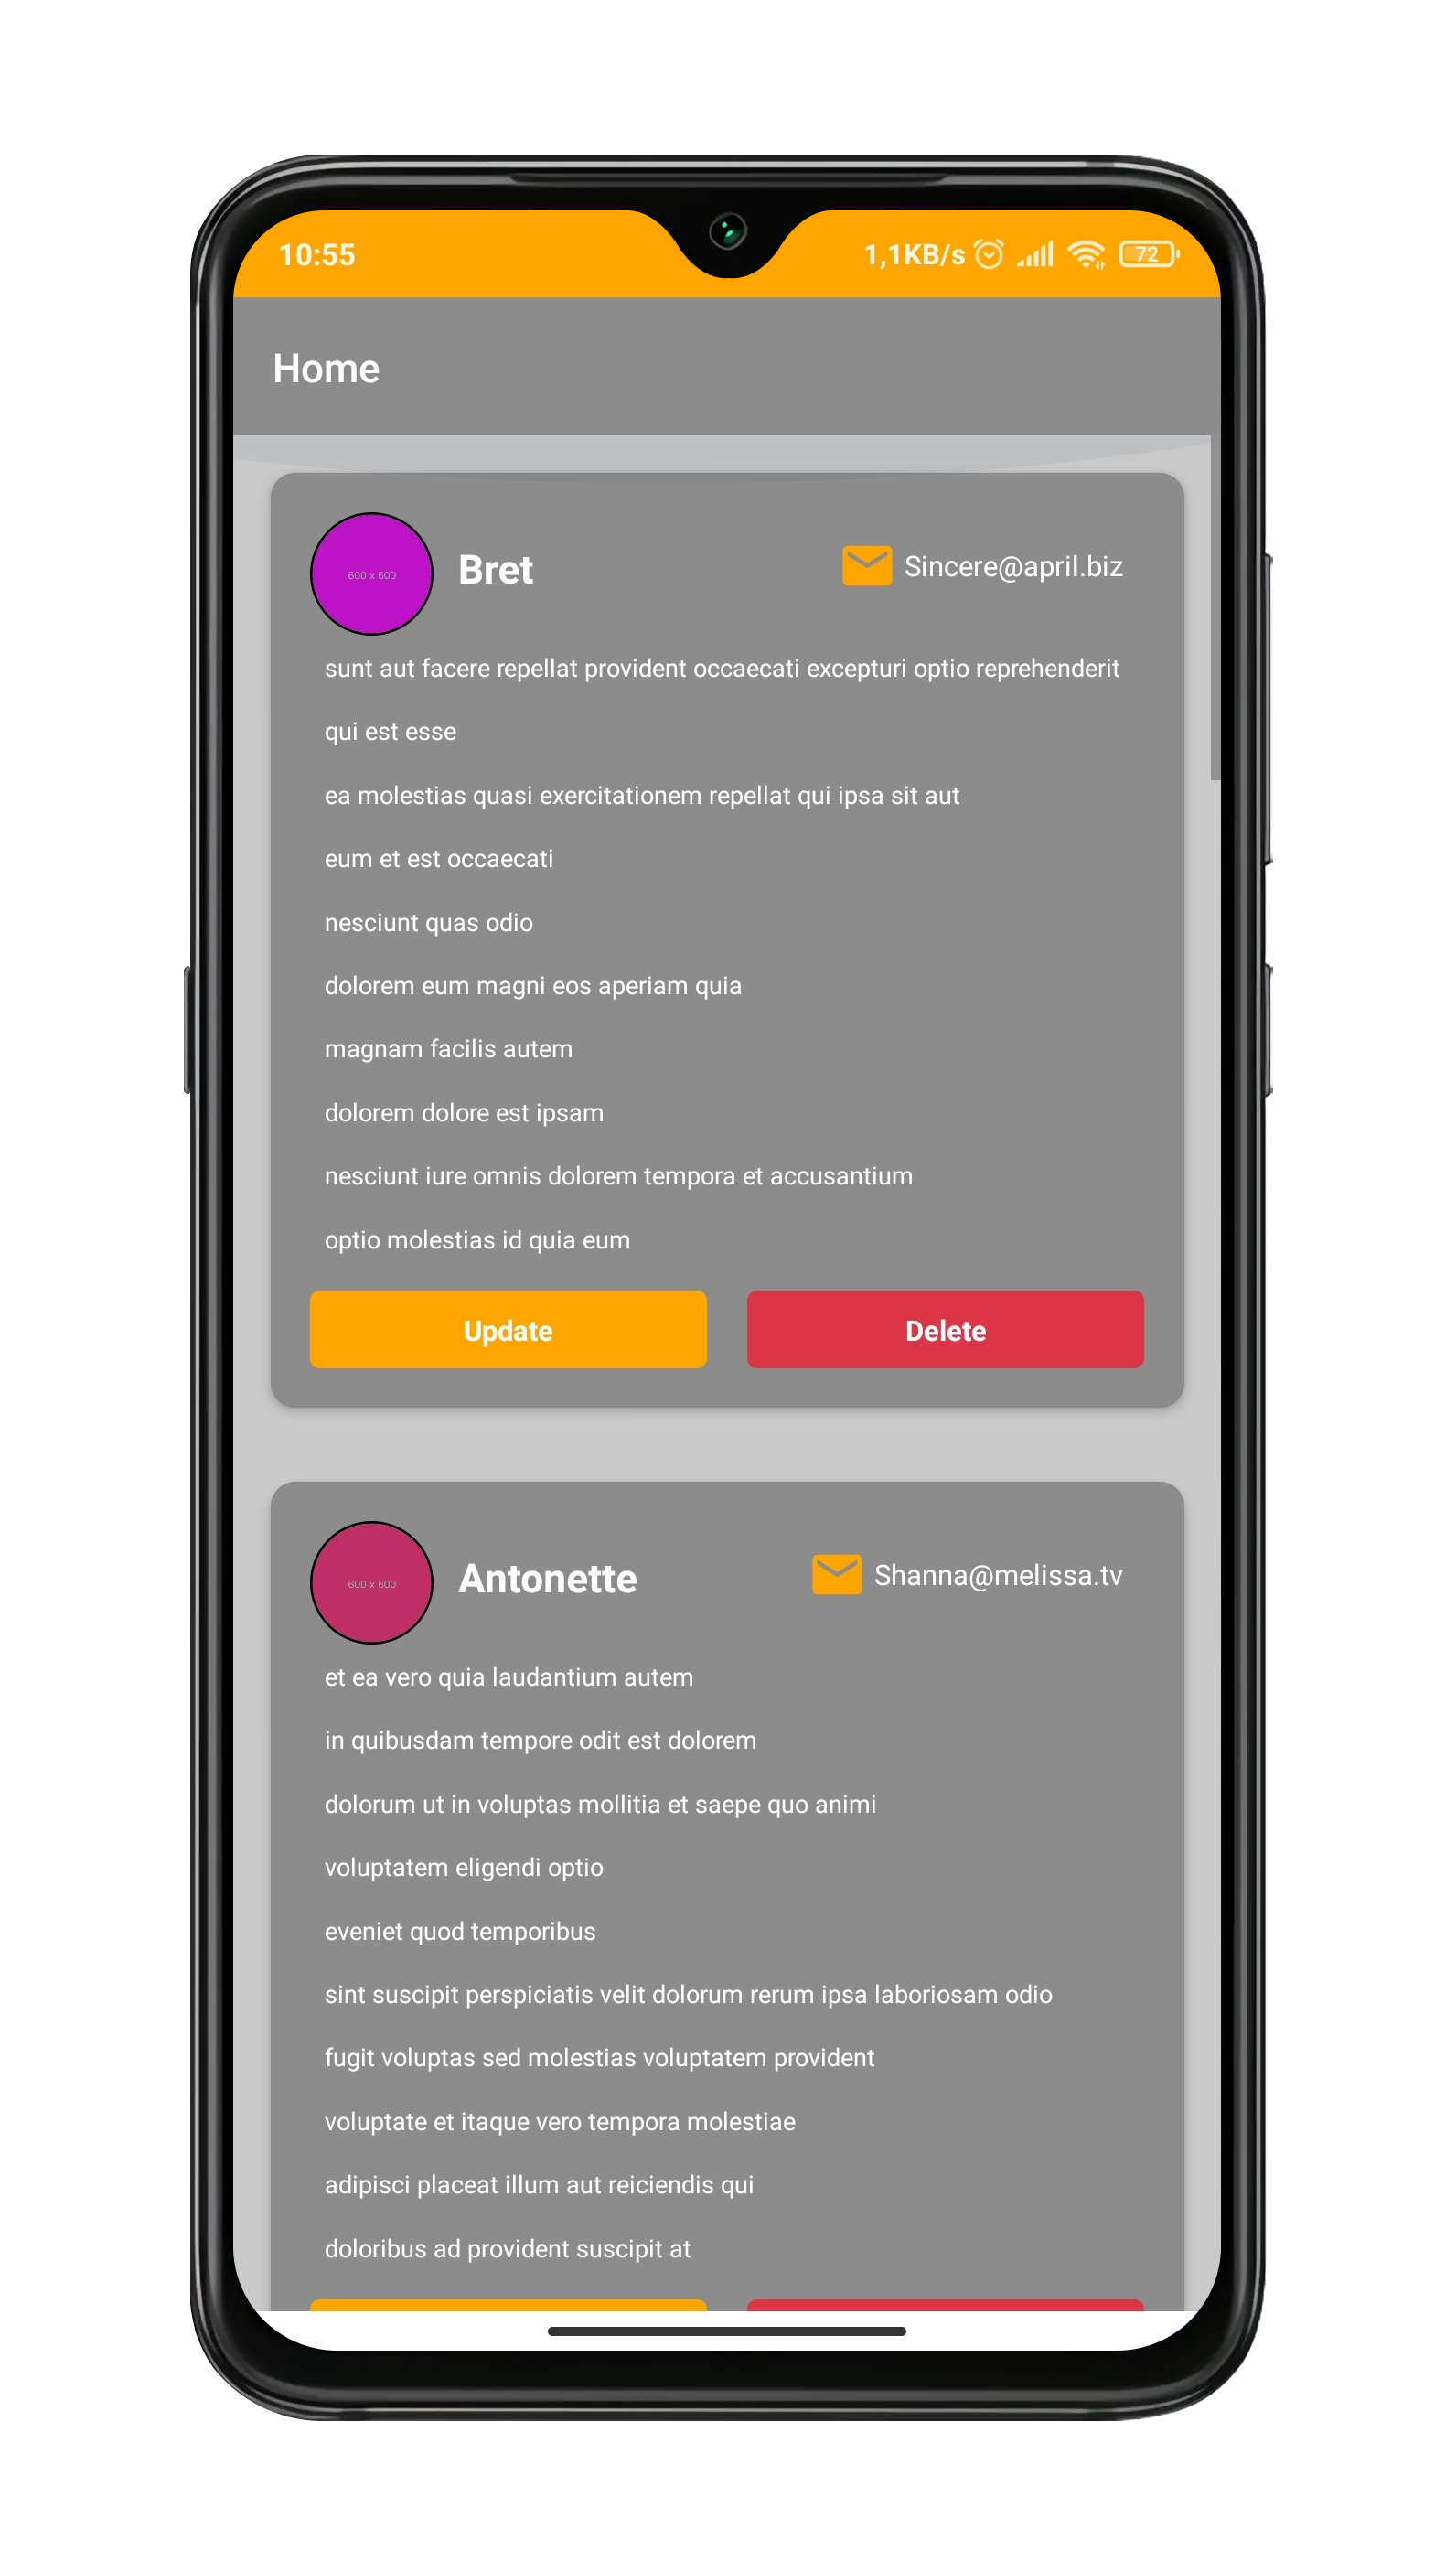 10:55 1,1KB/s 72
Home
600 x 600
Bret Sincere@april.biz
sunt aut facere repellat provident occaecati excepturi optio reprehenderit
qui est esse
ea molestias quasi exercitationem repellat qui ipsa sit aut
eum et est occaecati
nesciunt quas odio
dolorem eum magni eos aperiam quia
magnam facilis autem
dolorem dolore est ipsam
nesciunt iure omnis dolorem tempora et accusantium
optio molestias id quia eum
Update Delete
600 x 600
Antonette Shanna@melissa.tv
et ea vero quia laudantium autem
in quibusdam tempore odit est dolorem
dolorum ut in voluptas mollitia et saepe quo animi
voluptatem eligendi optio
eveniet quod temporibus
sint suscipit perspiciatis velit dolorum rerum ipsa laboriosam odio
fugit voluptas sed molestias voluptatem provident
voluptate et itaque vero tempora molestiae
adipisci placeat illum aut reiciendis qui
doloribus ad provident suscipit at